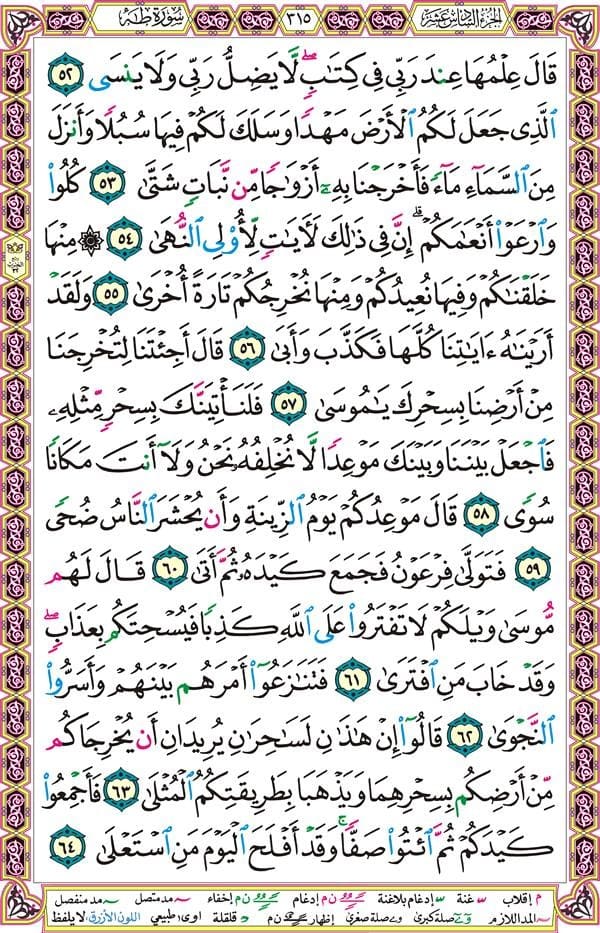 الجزء السادس عشر ٣١٥ سورة طه
قَالَ عِلْمُهَا عِندَ رَبِّي فِي كِتَٰبٍۖ لَّا يَضِلُّ رَبِّي وَلَا يَنسَى ٥٢
ٱلَّذِي جَعَلَ لَكُمُ ٱلْأَرْضَ مَهْدًا وَسَلَكَ لَكُمْ فِيهَا سُبُلًا وَأَنزَلَ
مِنَ ٱلسَّمَآءِ مَآءً فَأَخْرَجْنَا بِهِۦٓ أَزْوَٰجًا مِّن نَّبَاتٍ شَتَّىٰ ٥٣ كُلُوا۟
وَٱرْعَوْا۟ أَنْعَٰمَكُمْۗ إِنَّ فِي ذَٰلِكَ لَأٓيَٰتٍ لِّأُو۟لِي ٱلنُّهَىٰ ٥٤ ۞ مِنْهَا
خَلَقْنَٰكُمْ وَفِيهَا نُعِيدُكُمْ وَمِنْهَا نُخْرِجُكُمْ تَارَةً أُخْرَىٰ ٥٥ وَلَقَدْ
أَرَيْنَٰهُ ءَايَٰتِنَا كُلَّهَا فَكَذَّبَ وَأَبَىٰ ٥٦ قَالَ أَجِئْتَنَا لِتُخْرِجَنَا
مِنْ أَرْضِنَا بِسِحْرِكَ يَٰمُوسَىٰ ٥٧ فَلَنَأْتِيَنَّكَ بِسِحْرٍ مِّثْلِهِۦ
فَٱجْعَلْ بَيْنَنَا وَبَيْنَكَ مَوْعِدًا لَّا نُخْلِفُهُۥ نَحْنُ وَلَآ أَنتَ مَكَانًا
سُوًى ٥٨ قَالَ مَوْعِدُكُمْ يَوْمُ ٱلزِّينَةِ وَأَن يُحْشَرَ ٱلنَّاسُ ضُحًى
٥٩ فَتَوَلَّىٰ فِرْعَوْنُ فَجَمَعَ كَيْدَهُۥ ثُمَّ أَتَىٰ ٦٠ قَالَ لَهُم
مُّوسَىٰ وَيْلَكُمْ لَا تَفْتَرُوا۟ عَلَى ٱللَّهِ كَذِبًا فَيُسْحِتَكُم بِعَذَابٍۖ
وَقَدْ خَابَ مَنِ ٱفْتَرَىٰ ٦١ فَتَنَٰزَعُوٓا۟ أَمْرَهُم بَيْنَهُمْ وَأَسَرُّوا۟
ٱلنَّجْوَىٰ ٦٢ قَالُوٓا۟ إِنْ هَٰذَٰنِ لَسَٰحِرَٰنِ يُرِيدَانِ أَن يُخْرِجَاكُم
مِّنْ أَرْضِكُم بِسِحْرِهِمَا وَيَذْهَبَا بِطَرِيقَتِكُمُ ٱلْمُثْلَىٰ ٦٣ فَأَجْمِعُوا۟
كَيْدَكُمْ ثُمَّ ٱئْتُوا۟ صَفًّاۚ وَقَدْ أَفْلَحَ ٱلْيَوْمَ مَنِ ٱسْتَعْلَىٰ ٦٤
م إقلاب غنة إدغام بلاغنة ن م إدغام ن م إخفاء مد متصل مد منفصل
المد اللازم صلة كبرى صلة صغرى إظهار ن م قلقلة اوى طبيعي اللون الأزرق لا يلفظ